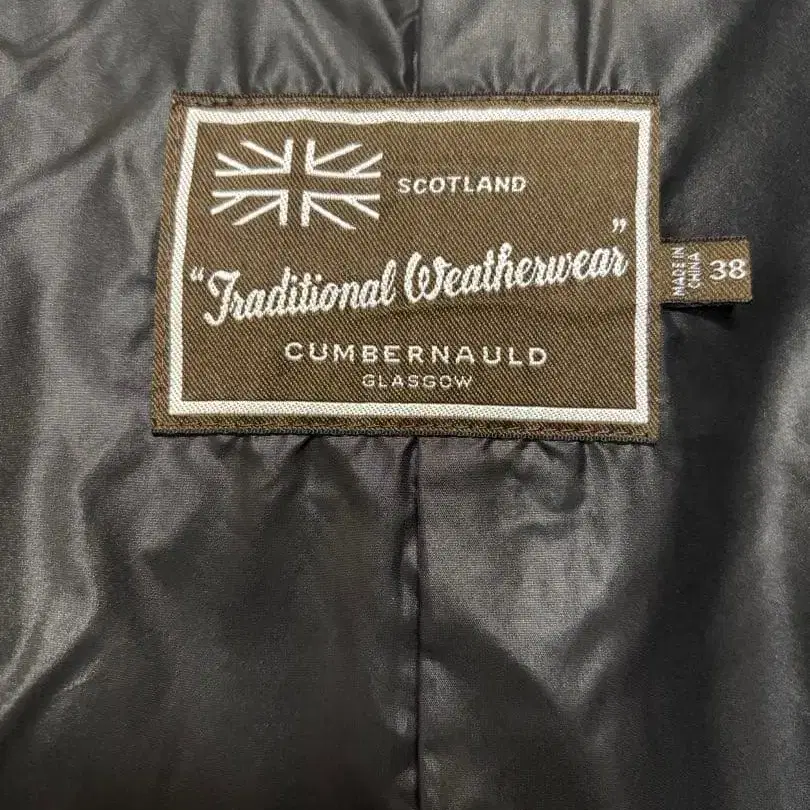 SCOTLAND
"Traditional Weatherwear"
CUMBERNAULD
GLASGOW
MADE IN
CHINA
38